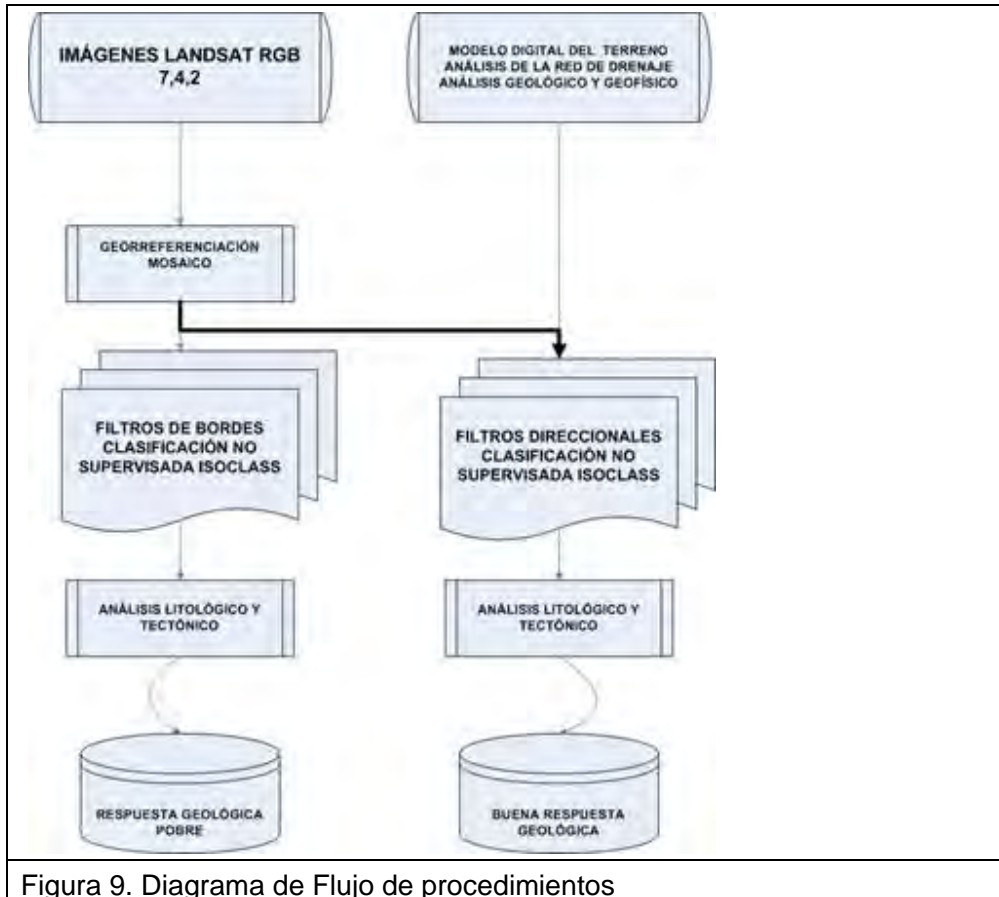 IMÁGENES LANDSAT RGB
7,4,2
MODELO DIGITAL DEL TERRENO
ANÁLISIS DE LA RED DE DRENAJE
ANÁLISIS GEOLÓGICO Y GEOFÍSICO
GEORREFERENCIACIÓN
MOSAICO
FILTROS DE BORDES
CLASIFICACIÓN NO
SUPERVISADA ISOCLASS
FILTROS DIRECCIONALES
CLASIFICACIÓN NO
SUPERVISADA ISOCLASS
ANÁLISIS LITOLÓGICO Y
TECTÓNICO
ANÁLISIS LITOLÓGICO Y
TECTÓNICO
RESPUESTA GEOLÓGICA
POBRE
BUENA RESPUESTA
GEOLÓGICA
Figura 9. Diagrama de Flujo de procedimientos